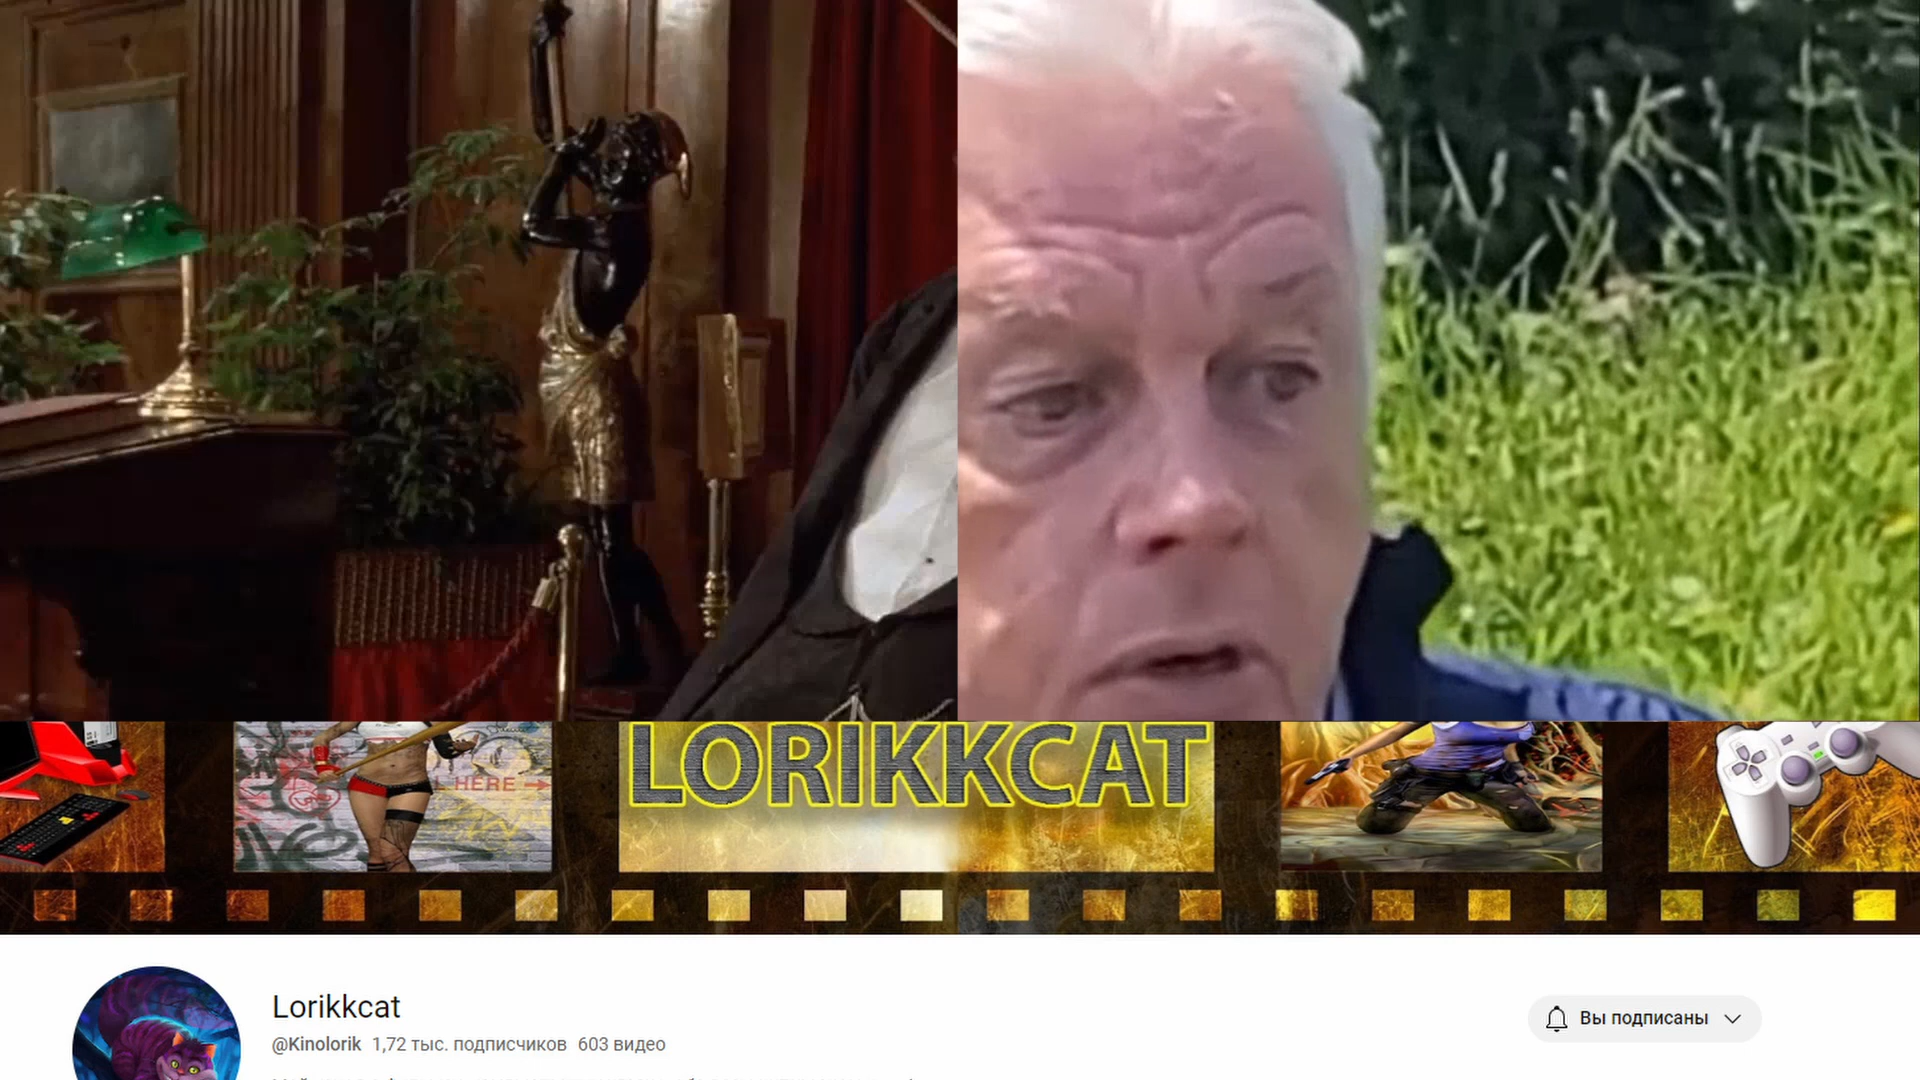 LORIKKCAT
HERE
Lorikkcat
@Kinolorik 1,72 тыс. подписчиков 603 видео
Вы подписаны